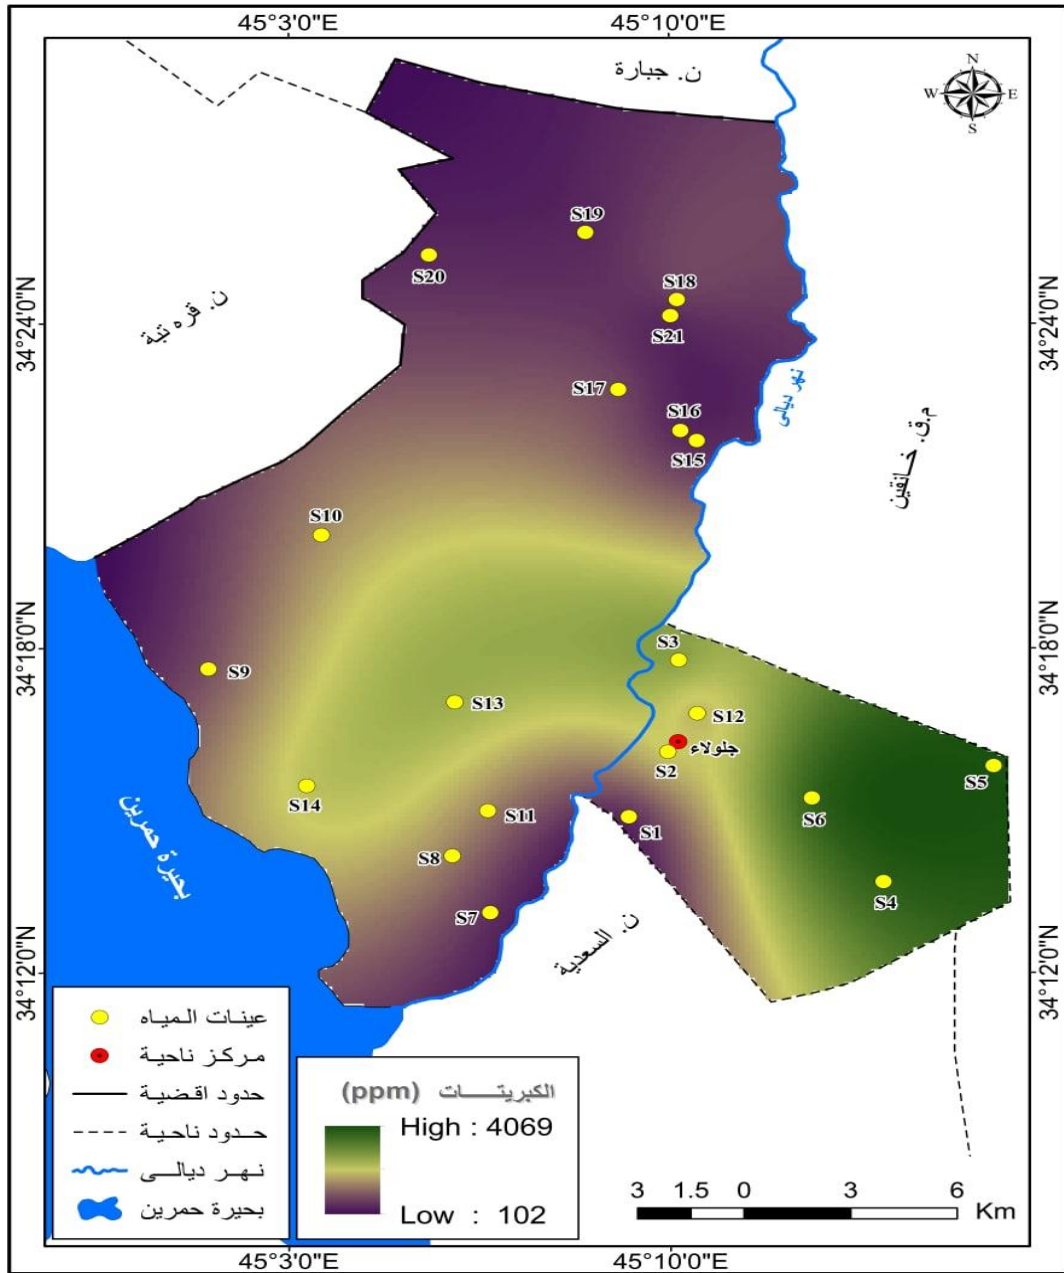 45°3'0"E 45°10'0"E
ن. جبارة
N
W E
S
S19
S20
S18
34°24'0"N 34°24'0"N
S21
ن. قره تبة
S17
نهر ديالى
S16
S15
م.ق. خانقين
S10
34°18'0"N 34°18'0"N
S3
S9
S13
S12
جلولاء
S2
S5
S14
S11
S1
S6
بحيرة حمرين
S8
S4
S7
ن. السعدية
34°12'0"N 34°12'0"N
عينات المياه
مركز ناحية
حدود اقضية
حدود ناحية
نهر ديالى
بحيرة حمرين
الكبريتات (ppm)
High : 4069
Low : 102
3 1.5 0 3 6
Km
45°3'0"E 45°10'0"E